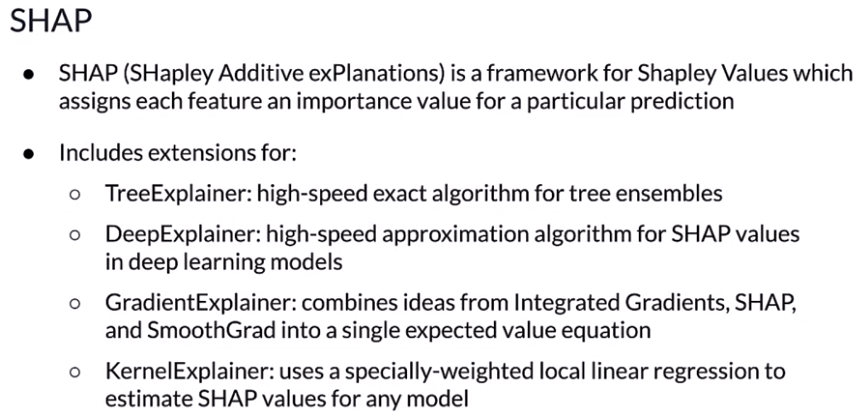 SHAP
● SHAP (SHapley Additive exPlanations) is a framework for Shapley Values which
assigns each feature an importance value for a particular prediction
● Includes extensions for:
○ TreeExplainer: high-speed exact algorithm for tree ensembles
○ DeepExplainer: high-speed approximation algorithm for SHAP values
in deep learning models
○ GradientExplainer: combines ideas from Integrated Gradients, SHAP,
and SmoothGrad into a single expected value equation
○ KernelExplainer: uses a specially-weighted local linear regression to
estimate SHAP values for any model